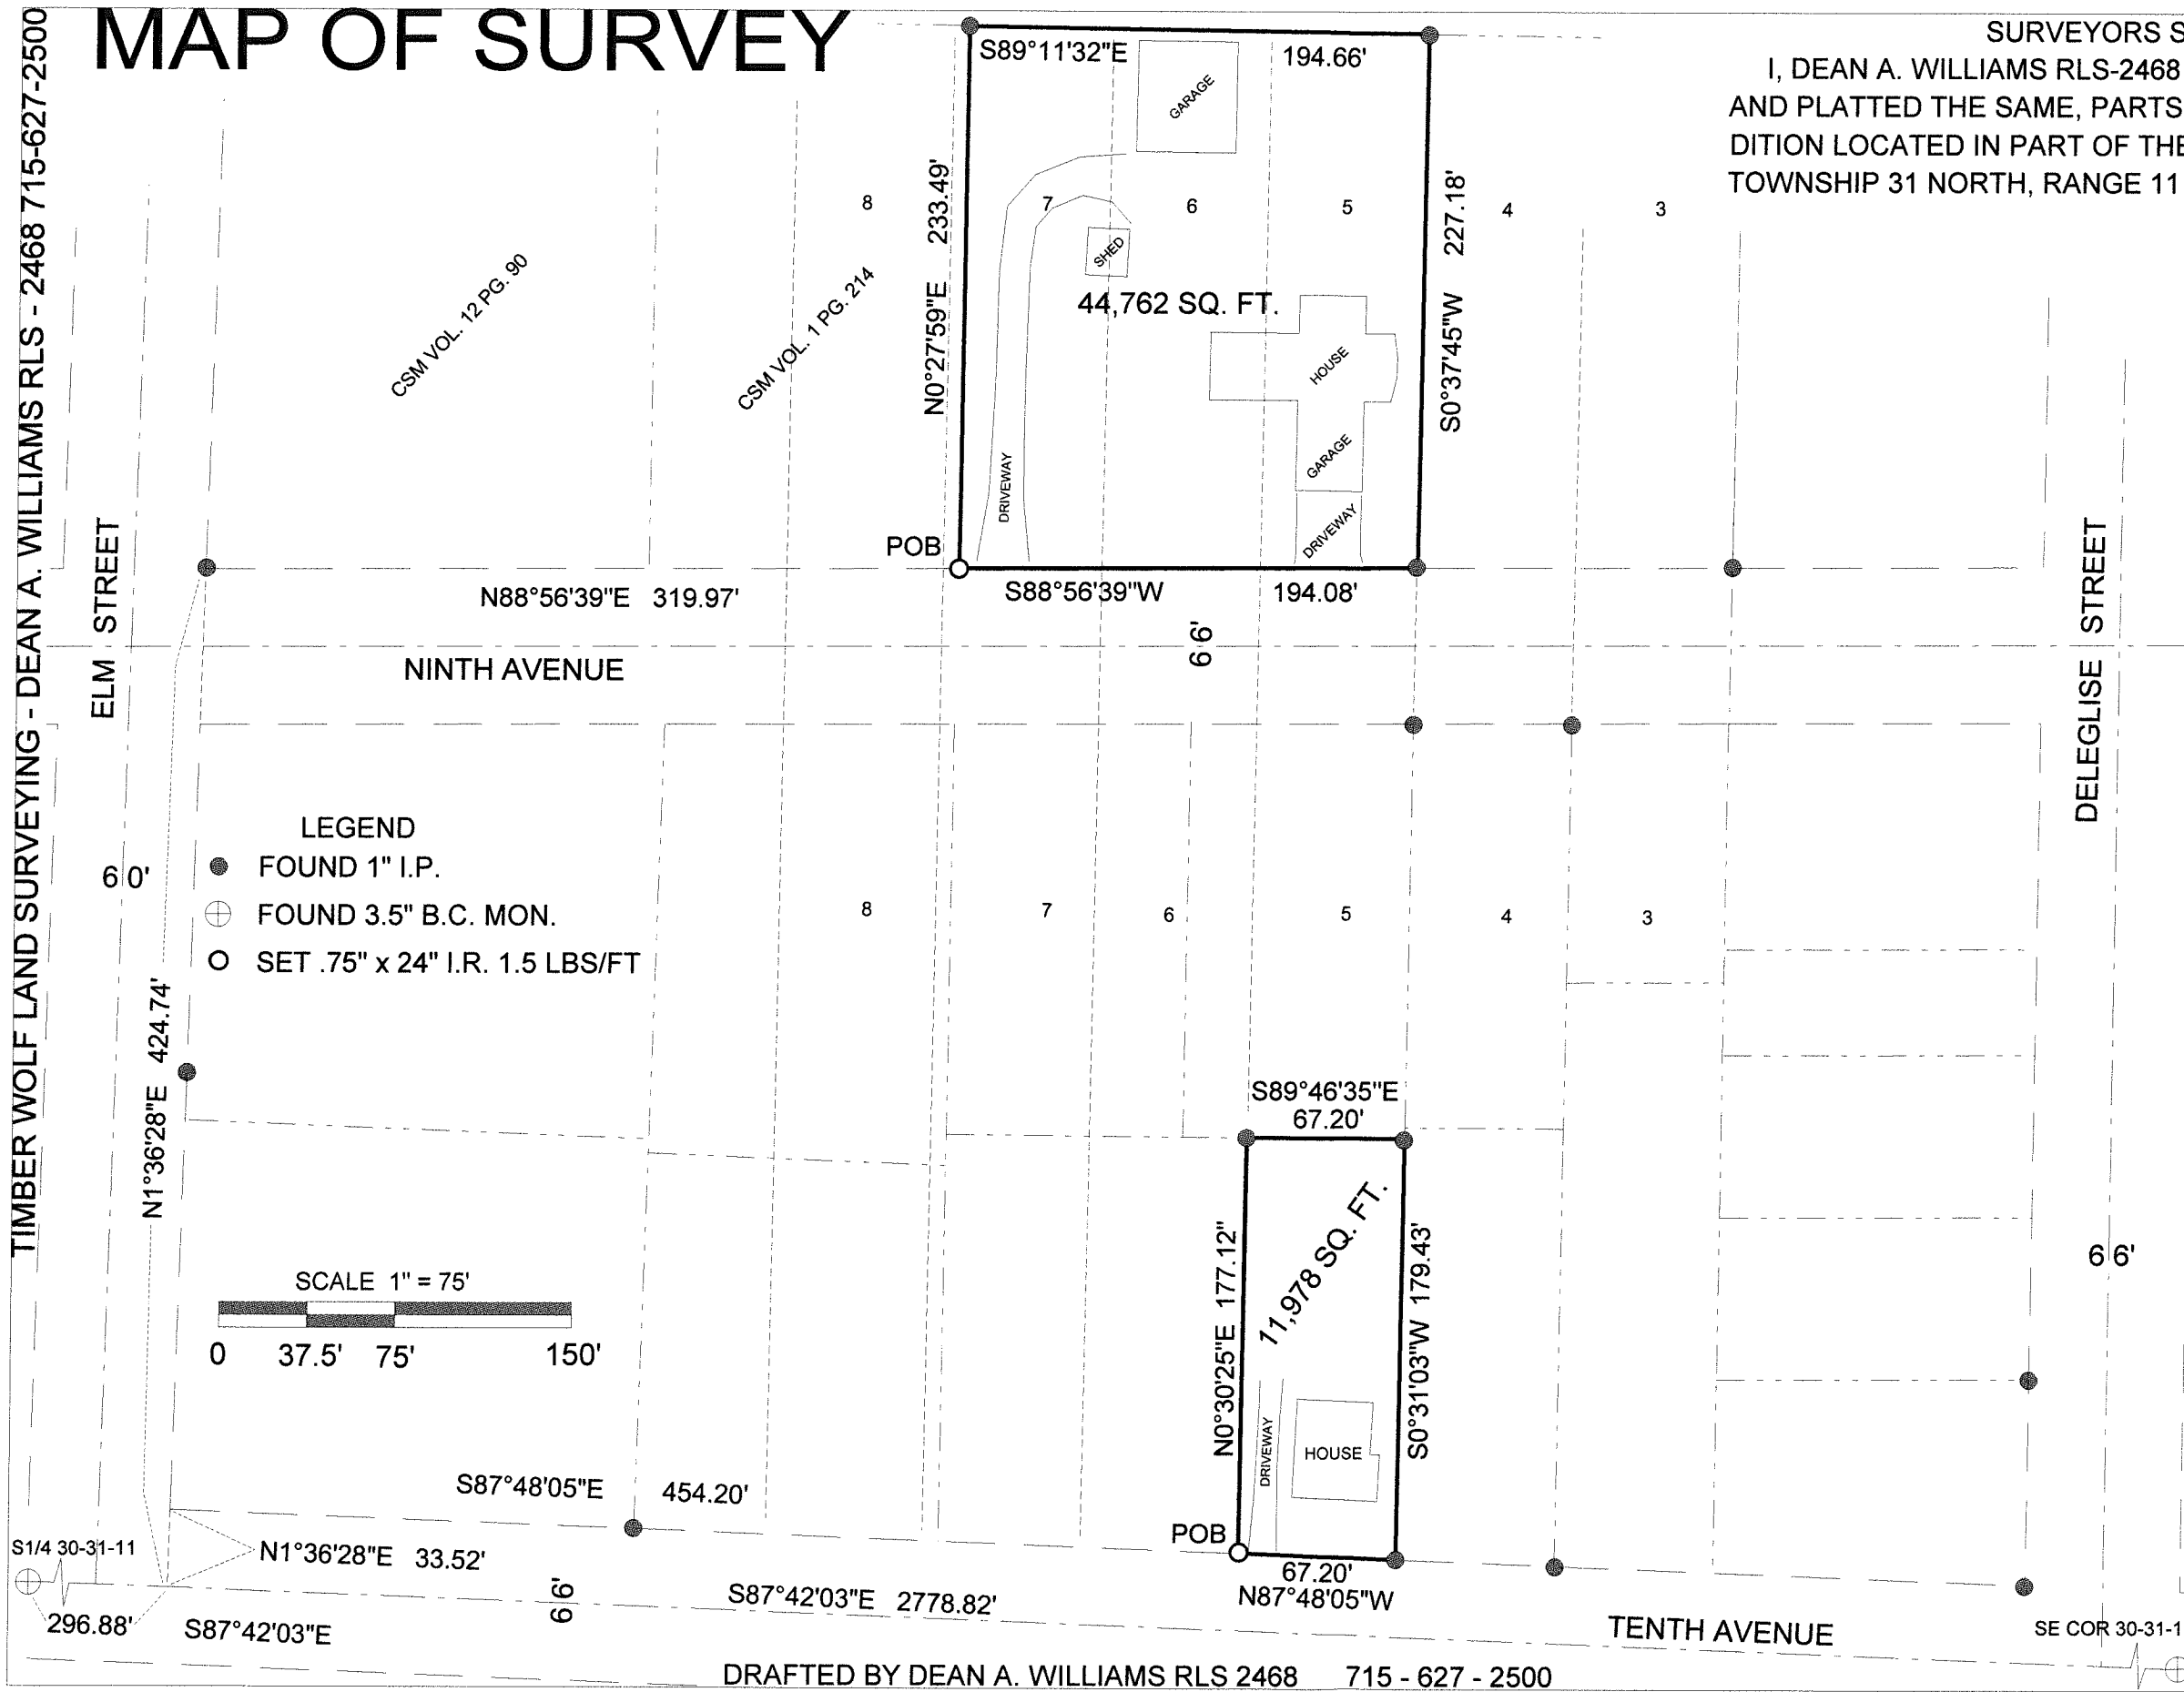 MAP OF SURVEY
TIMBER WOLF LAND SURVEYING - DEAN A. WILLIAMS RLS - 2468 715-627-2500
SURVEYORS S
I, DEAN A. WILLIAMS RLS-2468
AND PLATTED THE SAME, PARTS
DITION LOCATED IN PART OF THE
TOWNSHIP 31 NORTH, RANGE 11
S89°11'32"E 194.66'
GARAGE
N0°27'59"E 233.49'
S0°37'45"W 227.18'
8
7
6
5
4
3
SHED
44,762 SQ. FT.
CSM VOL. 12 PG. 90
CSM VOL. 1 PG. 214
HOUSE
GARAGE
DRIVEWAY
DRIVEWAY
POB
N88°56'39"E 319.97'
S88°56'39"W 194.08'
ELM STREET
DELEGLISE STREET
66'
NINTH AVENUE
LEGEND
FOUND 1" I.P.
FOUND 3.5" B.C. MON.
SET .75" x 24" I.R. 1.5 LBS/FT
60'
8
7
6
5
4
3
N1°36'28"E 424.74'
S89°46'35"E
67.20'
N0°30'25"E 177.12"
11,978 SQ. FT.
S0°31'03"W 179.43'
66'
SCALE 1" = 75'
0 37.5' 75' 150'
DRIVEWAY
HOUSE
S87°48'05"E 454.20'
POB
67.20'
N87°48'05"W
S1/4 30-31-11
N1°36'28"E 33.52'
66'
S87°42'03"E 2778.82'
296.88'
S87°42'03"E
TENTH AVENUE
SE COR 30-31-1
DRAFTED BY DEAN A. WILLIAMS RLS 2468 715 - 627 - 2500